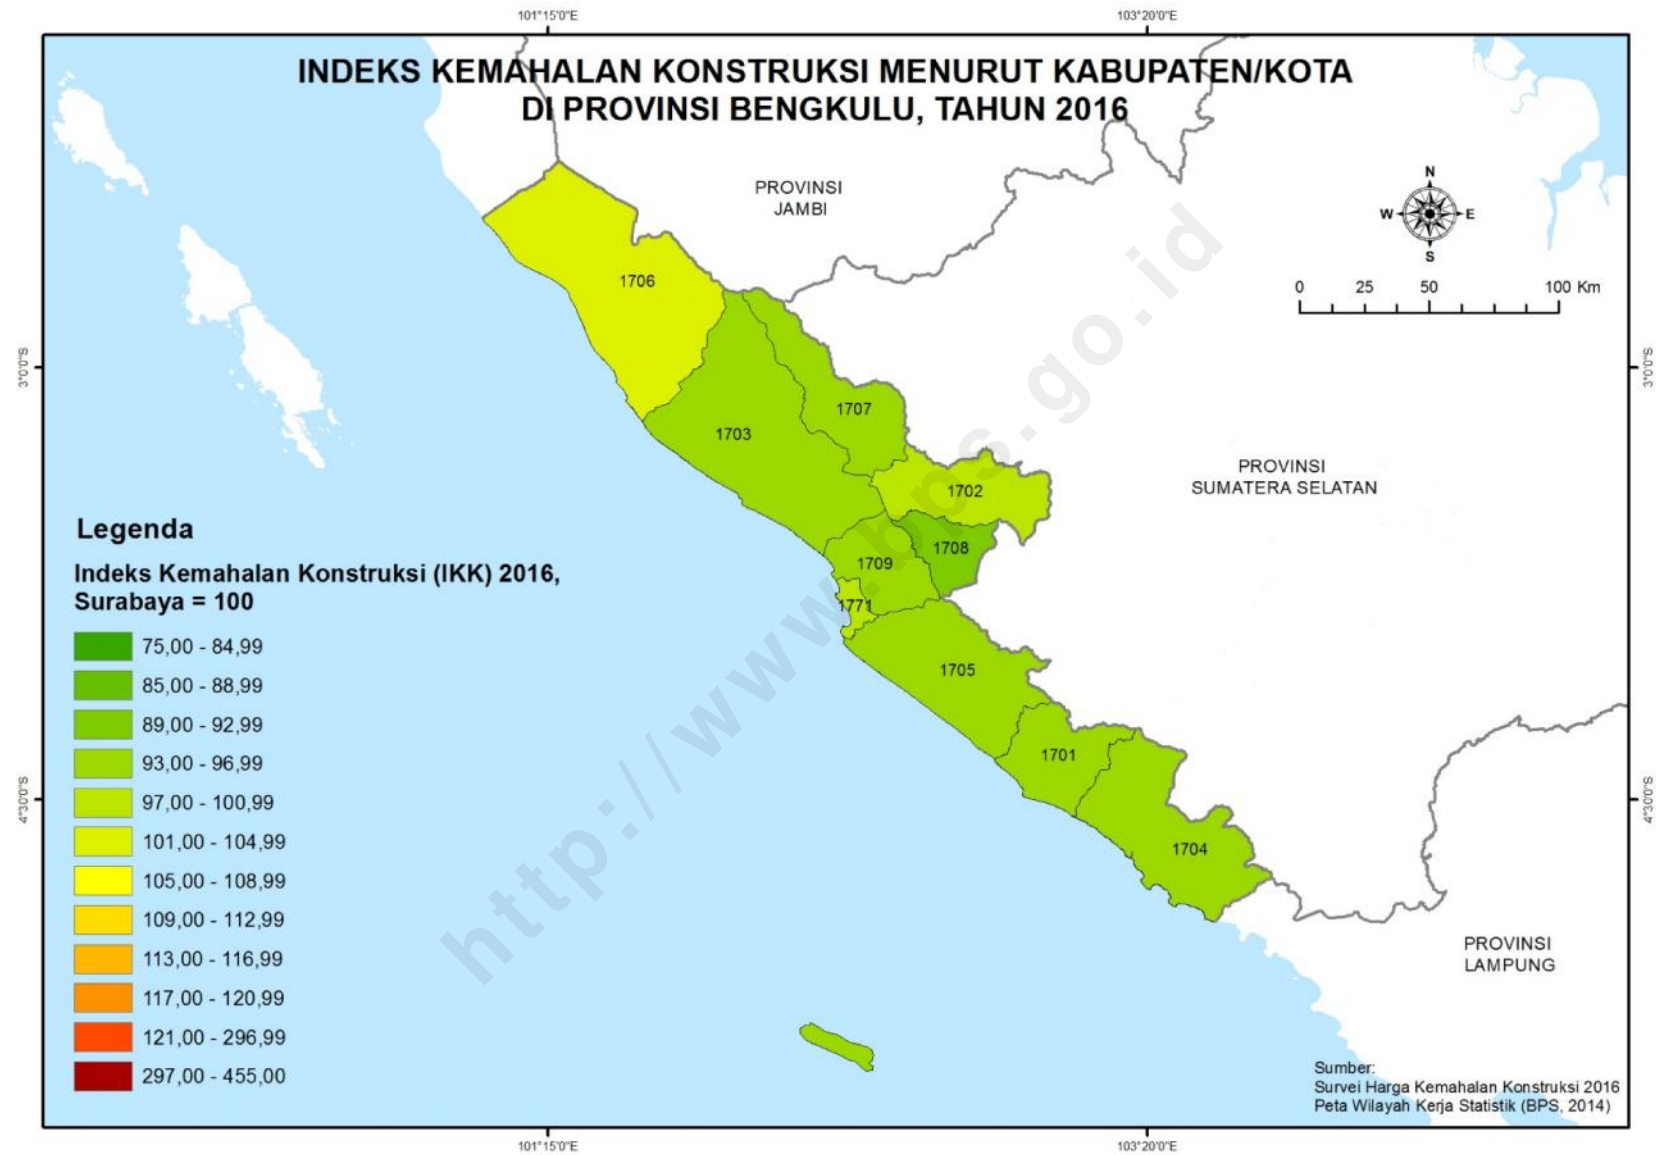 101°15'0"E
103°20'0"E
INDEKS KEMAHALAN KONSTRUKSI MENURUT KABUPATEN/KOTA
DI PROVINSI BENGKULU, TAHUN 2016
PROVINSI
JAMBI
N
W
E
S
0 25 50 100 Km
1706
3°0'0"S
3°0'0"S
1707
1703
PROVINSI
SUMATERA SELATAN
1702
1708
1709
1771
1705
1701
1704
4°30'0"S
4°30'0"S
http://www.bps.go.id
Legenda
Indeks Kemahalan Konstruksi (IKK) 2016,
Surabaya = 100
75,00 - 84,99
85,00 - 88,99
89,00 - 92,99
93,00 - 96,99
97,00 - 100,99
101,00 - 104,99
105,00 - 108,99
109,00 - 112,99
113,00 - 116,99
117,00 - 120,99
121,00 - 296,99
297,00 - 455,00
PROVINSI
LAMPUNG
Sumber:
Survei Harga Kemahalan Konstruksi 2016
Peta Wilayah Kerja Statistik (BPS, 2014)
101°15'0"E
103°20'0"E